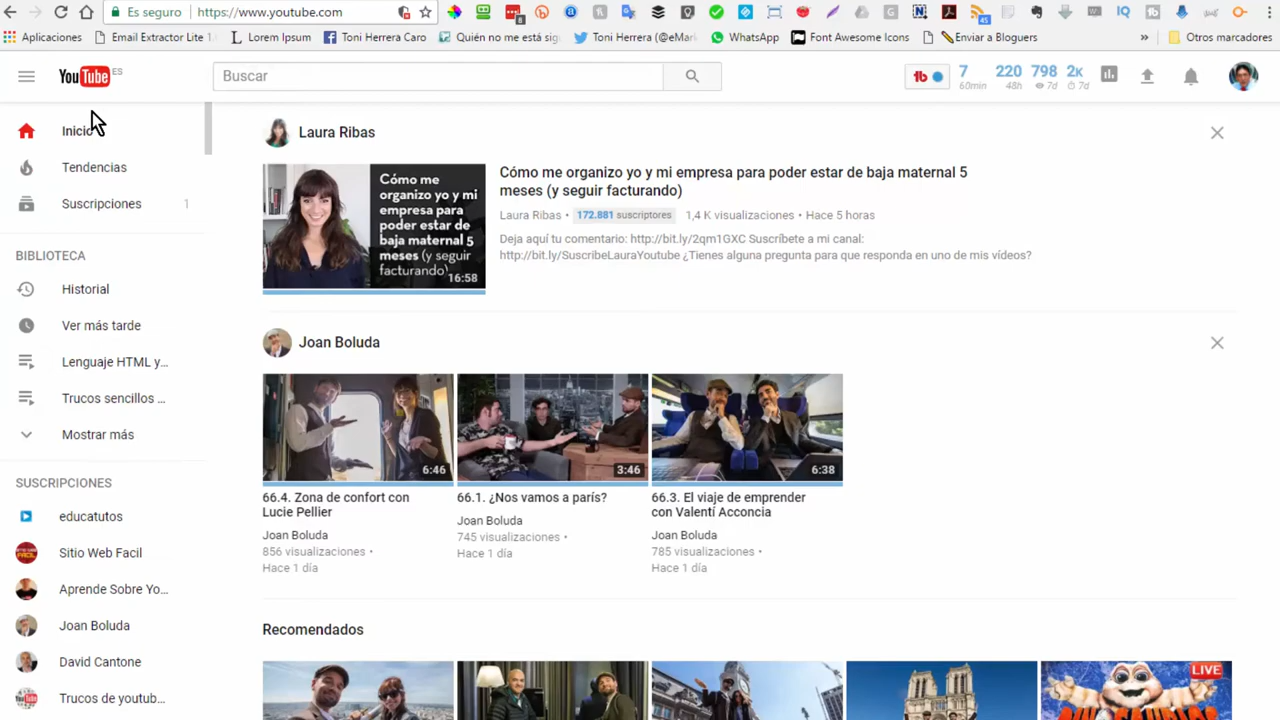 Es seguro https://www.youtube.com
8
45
IQ
Aplicaciones
Email Extractor Lite 1.
Lorem Ipsum
Toni Herrera Caro
Quién no me está sig
Toni Herrera (@eMark
WhatsApp
Font Awesome Icons
Enviar a Bloguers
»
Otros marcadores
YouTube ES
Buscar
tb
7 220 798 2K
60min 48h 7d 7d
Inicio
Tendencias
Suscripciones 1
BIBLIOTECA
Historial
Ver más tarde
Lenguaje HTML y...
Trucos sencillos ...
Mostrar más
SUSCRIPCIONES
educatutos
Sitio Web Facil
Aprende Sobre Yo...
Joan Boluda
David Cantone
Trucos de youtub...
Laura Ribas
Cómo me
organizo yo y mi
empresa para
poder estar de
baja maternal 5
meses (y seguir
facturando)
16:58
Cómo me organizo yo y mi empresa para poder estar de baja maternal 5
meses (y seguir facturando)
Laura Ribas • 172.881 suscriptores 1,4 K visualizaciones • Hace 5 horas
Deja aquí tu comentario: http://bit.ly/2qm1GXC Suscríbete a mi canal:
http://bit.ly/SuscribeLauraYoutube ¿Tienes alguna pregunta para que responda en uno de mis vídeos?
Joan Boluda
6:46
3:46
6:38
66.4. Zona de confort con
Lucie Pellier
Joan Boluda
856 visualizaciones •
Hace 1 día
66.1. ¿Nos vamos a parís?
Joan Boluda
745 visualizaciones •
Hace 1 día
66.3. El viaje de emprender
con Valentí Acconcia
Joan Boluda
785 visualizaciones •
Hace 1 día
Recomendados
LIVE